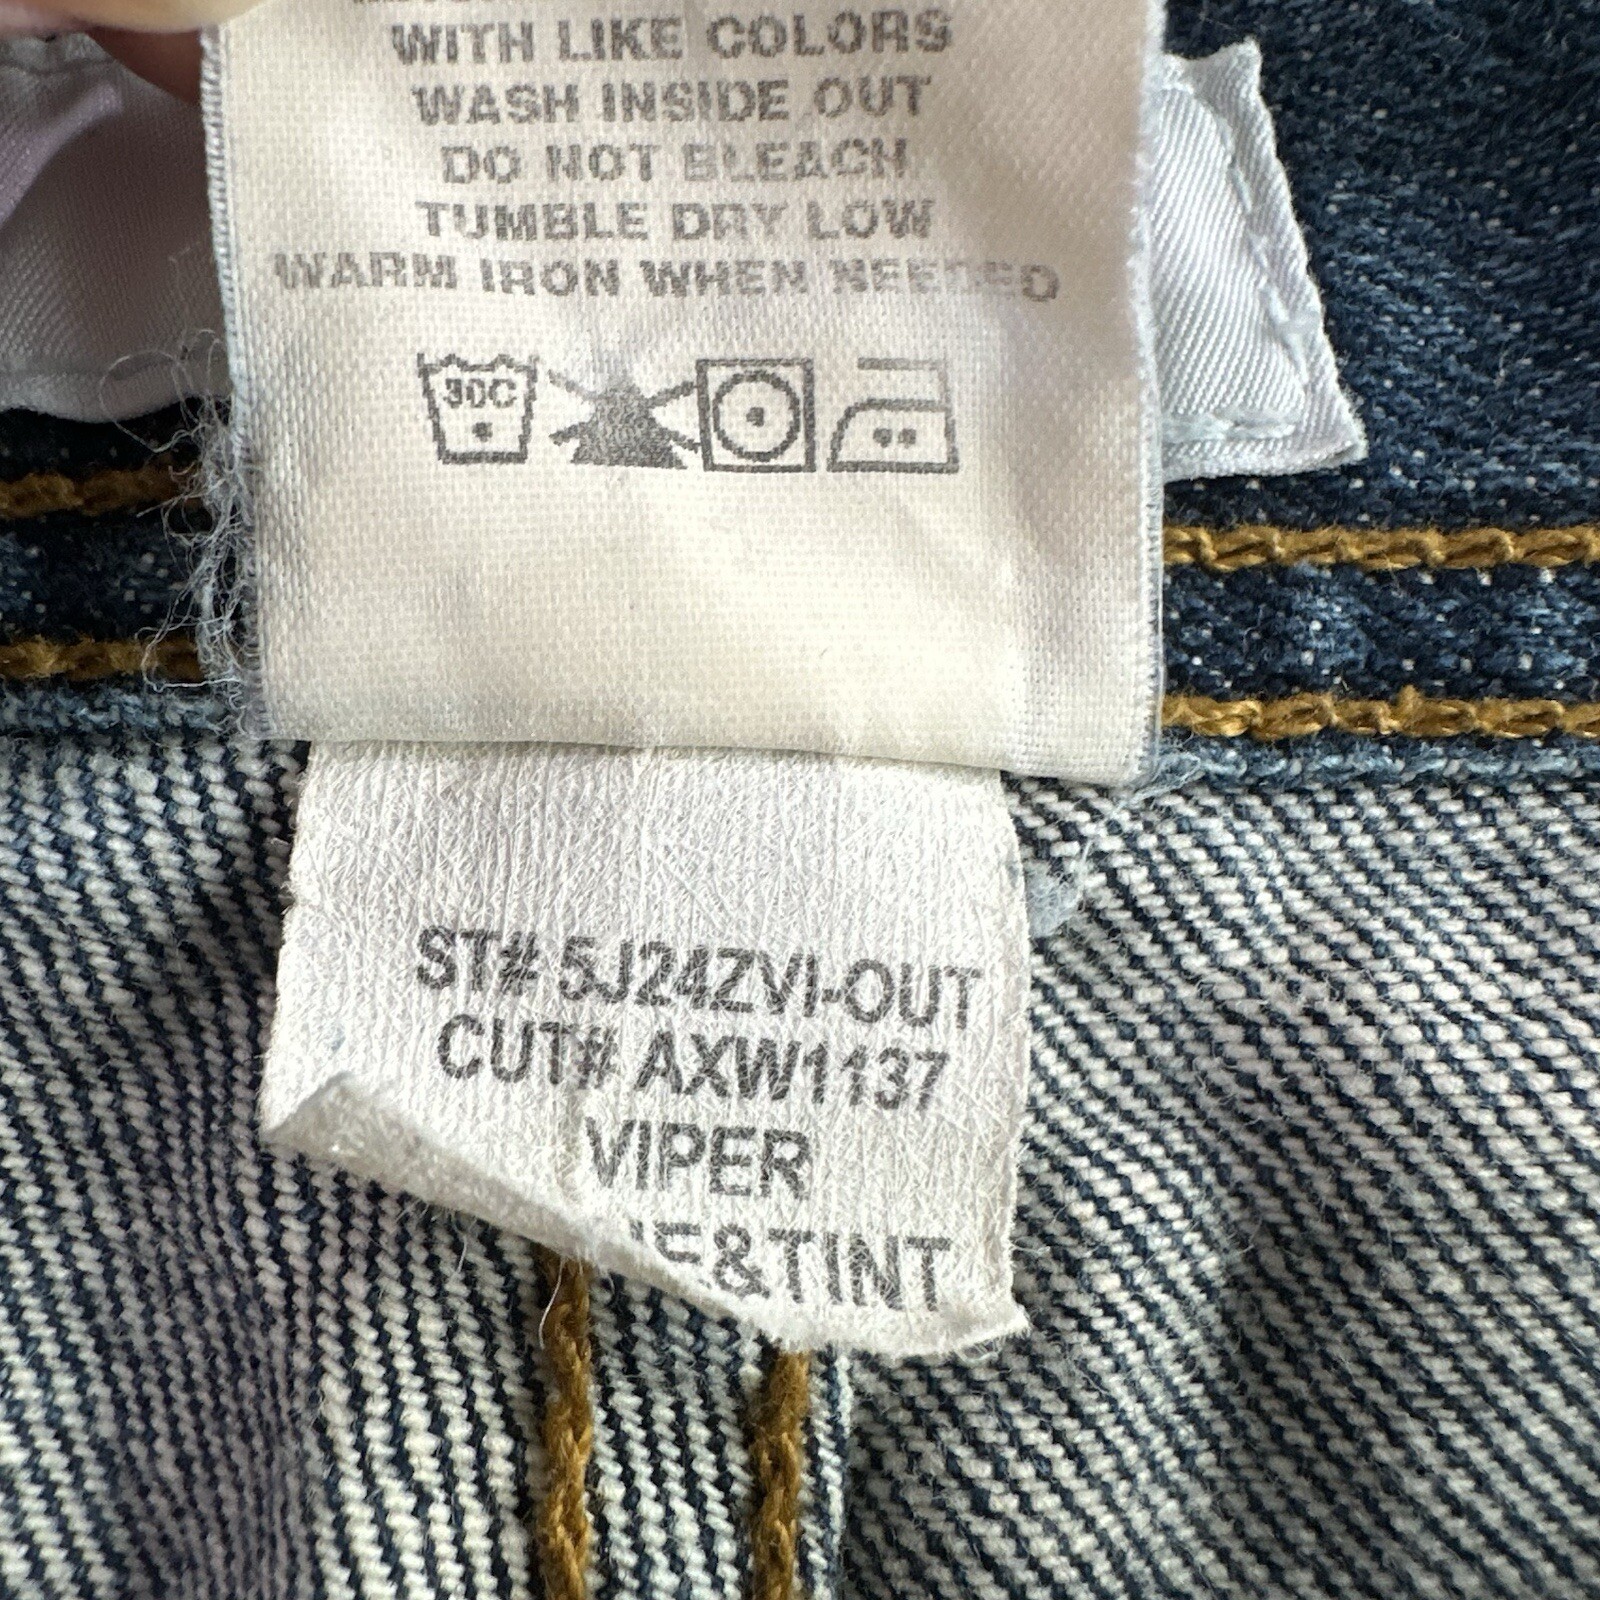 WITH LIKE COLORS
WASH INSIDE OUT
DO NOT BLEACH
TUMBLE DRY LOW
WARM IRON WHEN NEEDED
30C
ST# 5J24ZVI-OUT
CUT# AXW1137
VIPER
&TINT